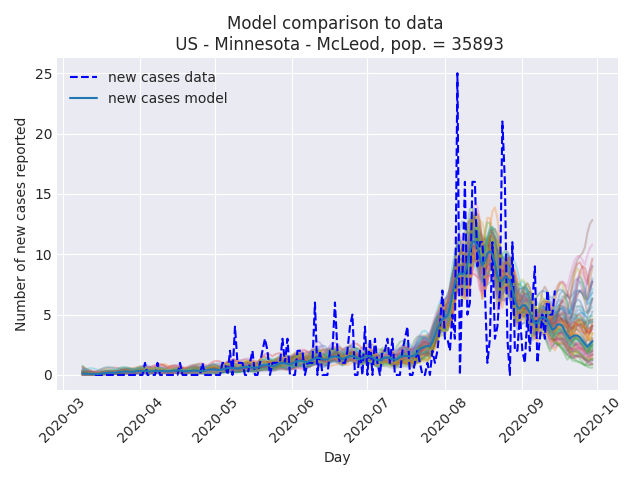 Model comparison to data
US - Minnesota - McLeod, pop. = 35893
new cases data
new cases model
Number of new cases reported
25
20
15
10
5
0
2020-03
2020-04
2020-05
2020-06
2020-07
2020-08
2020-09
2020-10
Day